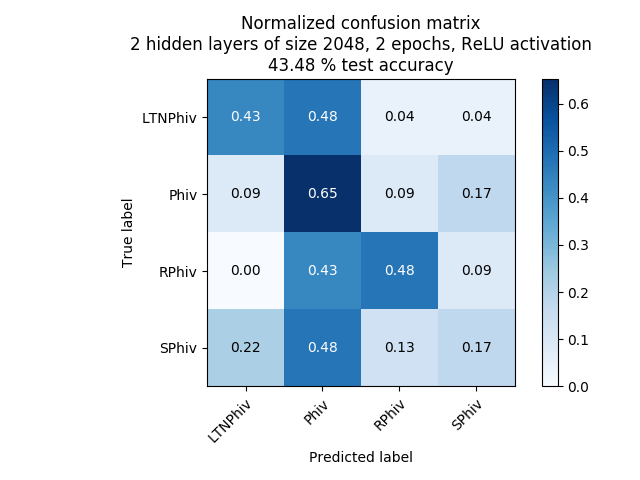 Normalized confusion matrix
2 hidden layers of size 2048, 2 epochs, ReLU activation
43.48 % test accuracy
True label
LTNPhiv 0.43 0.48 0.04 0.04
Phiv 0.09 0.65 0.09 0.17
RPhiv 0.00 0.43 0.48 0.09
SPhiv 0.22 0.48 0.13 0.17
LTNPhiv Phiv RPhiv SPhiv
Predicted label
0.6
0.5
0.4
0.3
0.2
0.1
0.0